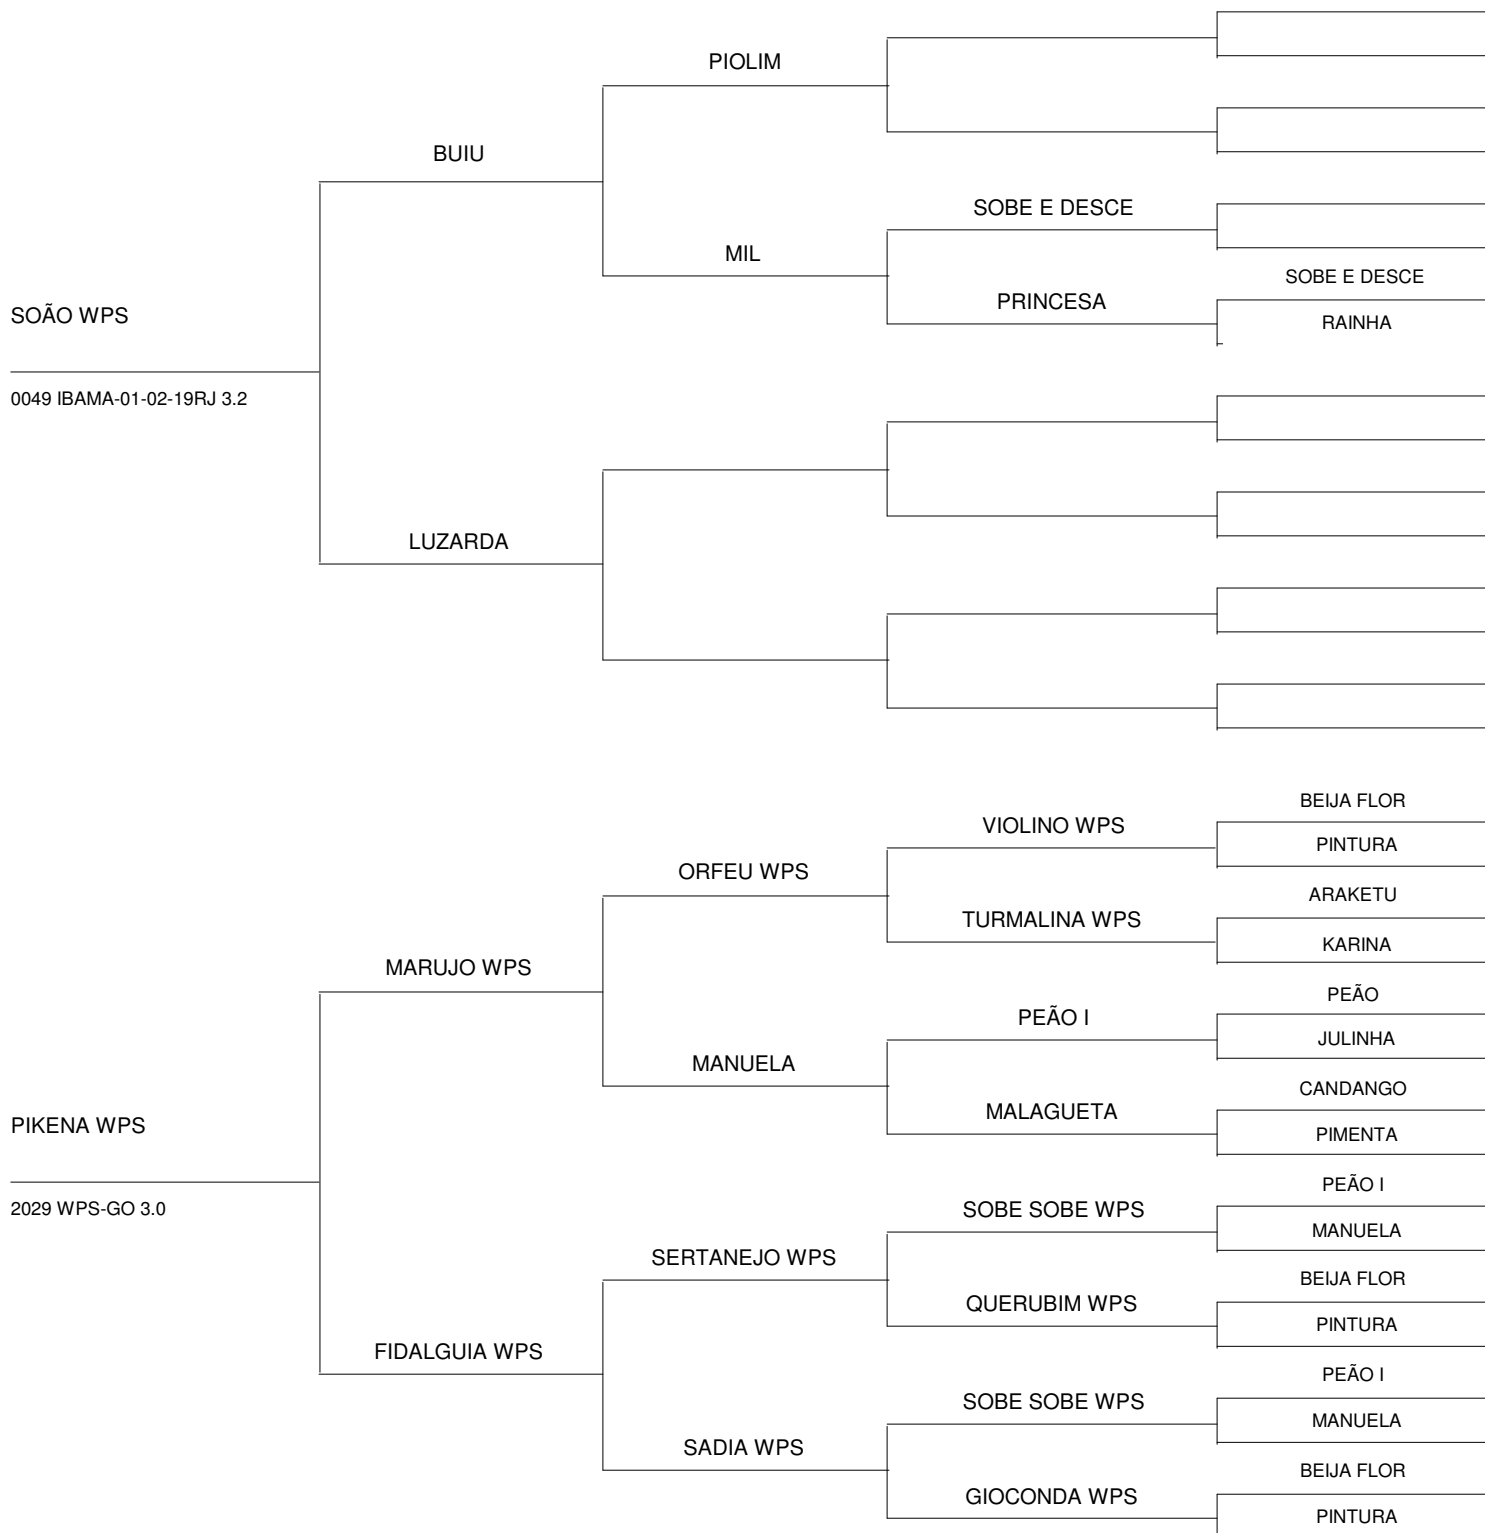 PIOLIM
BUIU
SOBE E DESCE
MIL
SOBE E DESCE
PRINCESA
RAINHA
SOÃO WPS
0049 IBAMA-01-02-19RJ 3.2
LUZARDA
BEIJA FLOR
VIOLINO WPS
PINTURA
ORFEU WPS
ARAKETU
TURMALINA WPS
KARINA
MARUJO WPS
PEÃO
PEÃO I
JULINHA
MANUELA
CANDANGO
MALAGUETA
PIMENTA
PIKENA WPS
PEÃO I
2029 WPS-GO 3.0
SOBE SOBE WPS
MANUELA
SERTANEJO WPS
BEIJA FLOR
QUERUBIM WPS
PINTURA
FIDALGUIA WPS
PEÃO I
SOBE SOBE WPS
MANUELA
SADIA WPS
BEIJA FLOR
GIOCONDA WPS
PINTURA